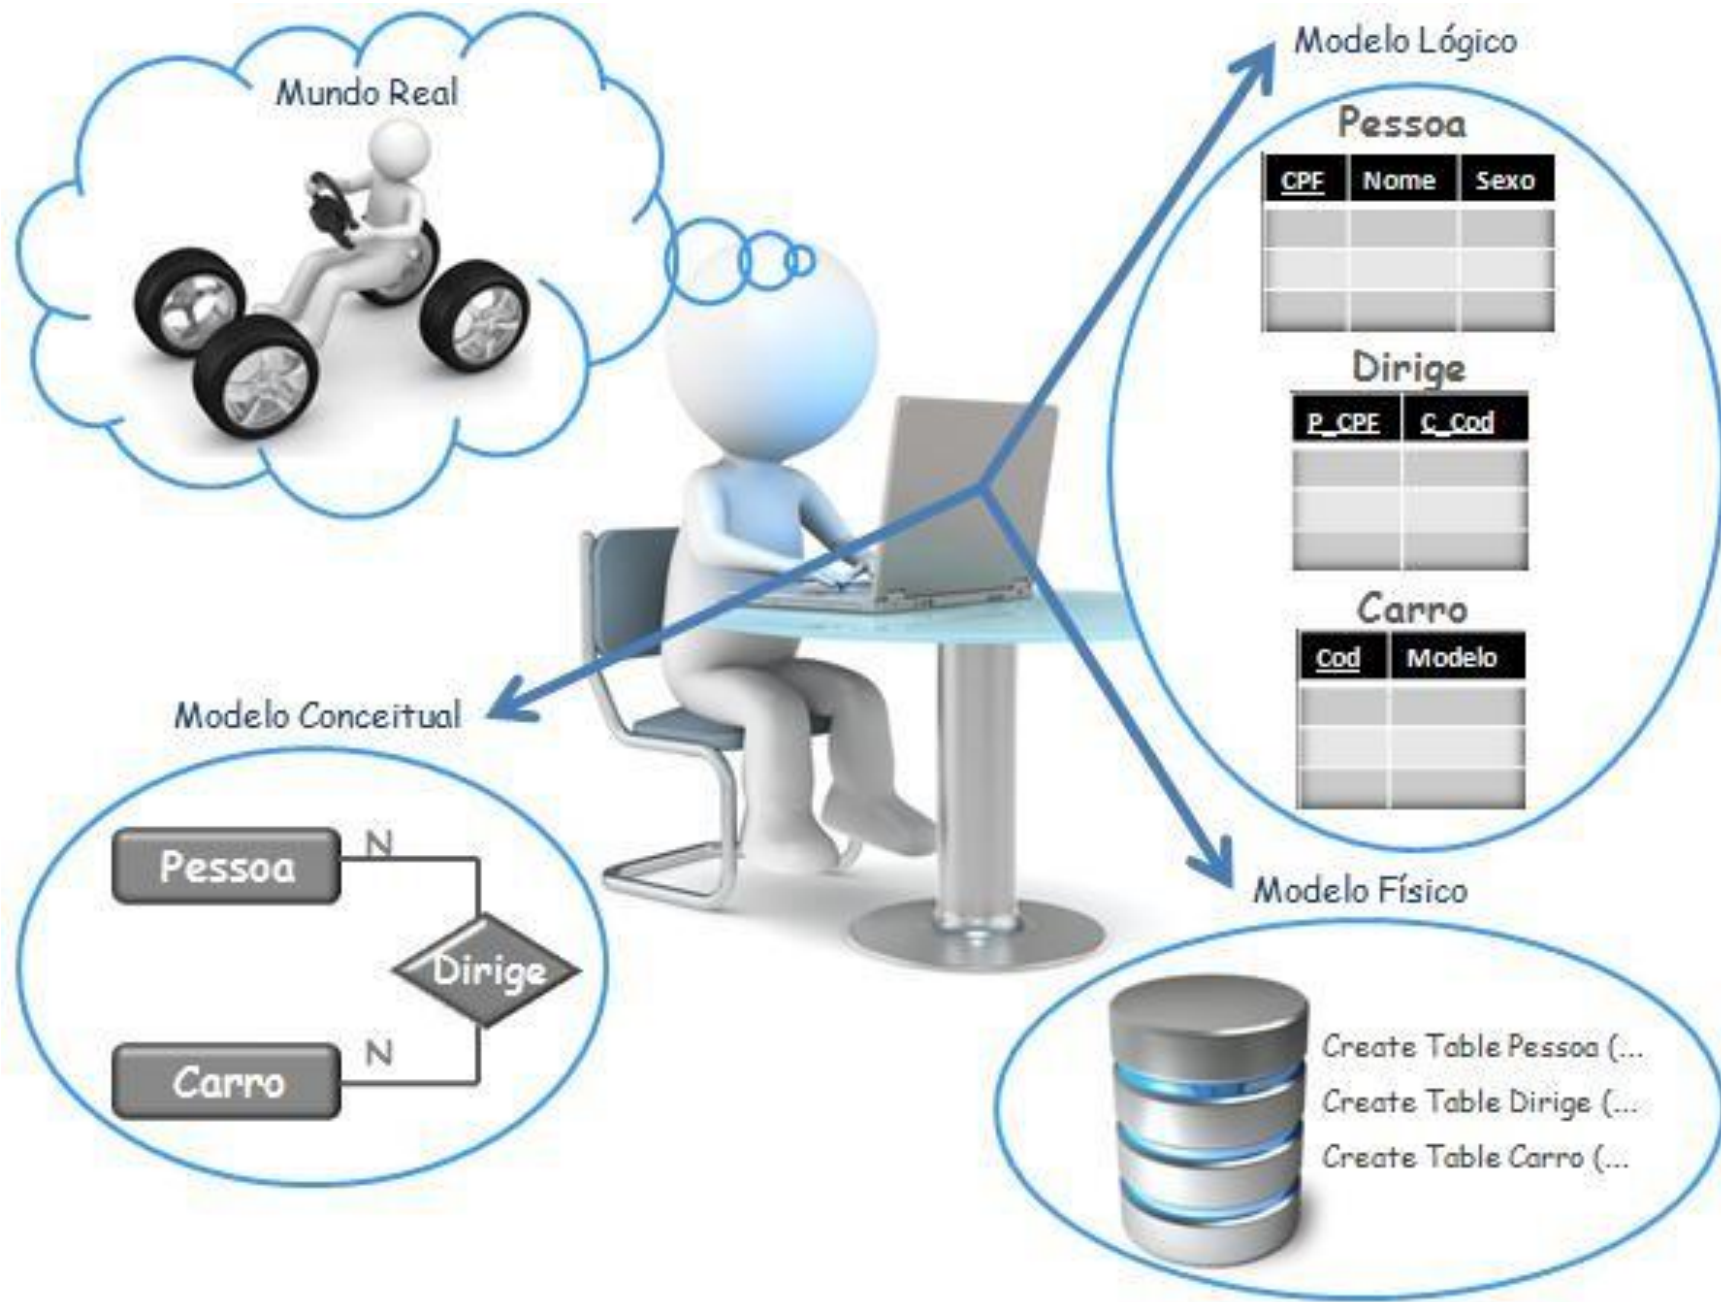 Mundo Real
Modelo Lógico
Pessoa
CPF Nome Sexo
Dirige
P_CPF C_Cod
Carro
Cod Modelo
Modelo Conceitual
Pessoa
N
Dirige
N
Carro
Modelo Físico
Create Table Pessoa (...
Create Table Dirige (...
Create Table Carro (...